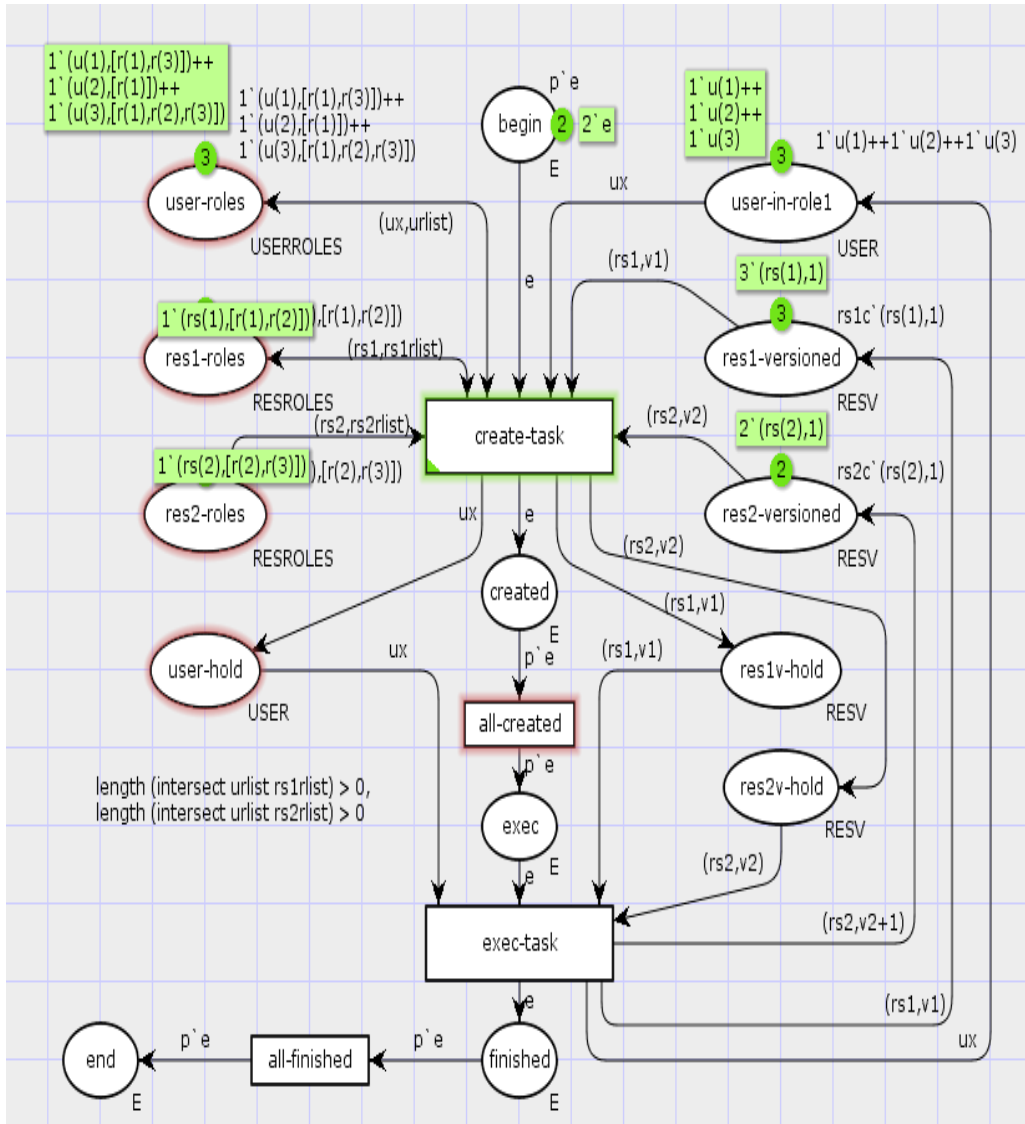 1`(u(1),[r(1),r(3)])++
1`(u(2),[r(1)])++
1`(u(3),[r(1),r(2),r(3)])
1`(u(1),[r(1),r(3)])++
1`(u(2),[r(1)])++
1`(u(3),[r(1),r(2),r(3)])
3
user-roles
USERROLES
p`e
begin
2
2`e
E
1`u(1)++
1`u(2)++
1`u(3)
3
1`u(1)++1`u(2)++1`u(3)
user-in-role1
USER
ux
(ux,urlist)
e
(rs1,v1)
3`(rs(1),1)
3
rs1c`(rs(1),1)
res1-versioned
RESV
1`(rs(1),[r(1),r(2)])
),[r(1),r(2)])
res1-roles
RESROLES
(rs1,rs1rlist)
(rs2,rs2rlist)
create-task
(rs2,v2)
2`(rs(2),1)
2
rs2c`(rs(2),1)
res2-versioned
RESV
1`(rs(2),[r(2),r(3)])
),[r(2),r(3)])
res2-roles
RESROLES
ux
e
(rs2,v2)
created
E
(rs1,v1)
p`e
(rs1,v1)
user-hold
USER
ux
res1v-hold
RESV
all-created
p`e
length (intersect urlist rs1rlist) > 0,
length (intersect urlist rs2rlist) > 0
exec
E
res2v-hold
RESV
e
(rs2,v2)
exec-task
(rs2,v2+1)
e
(rs1,v1)
ux
end
E
p`e
all-finished
p`e
finished
E